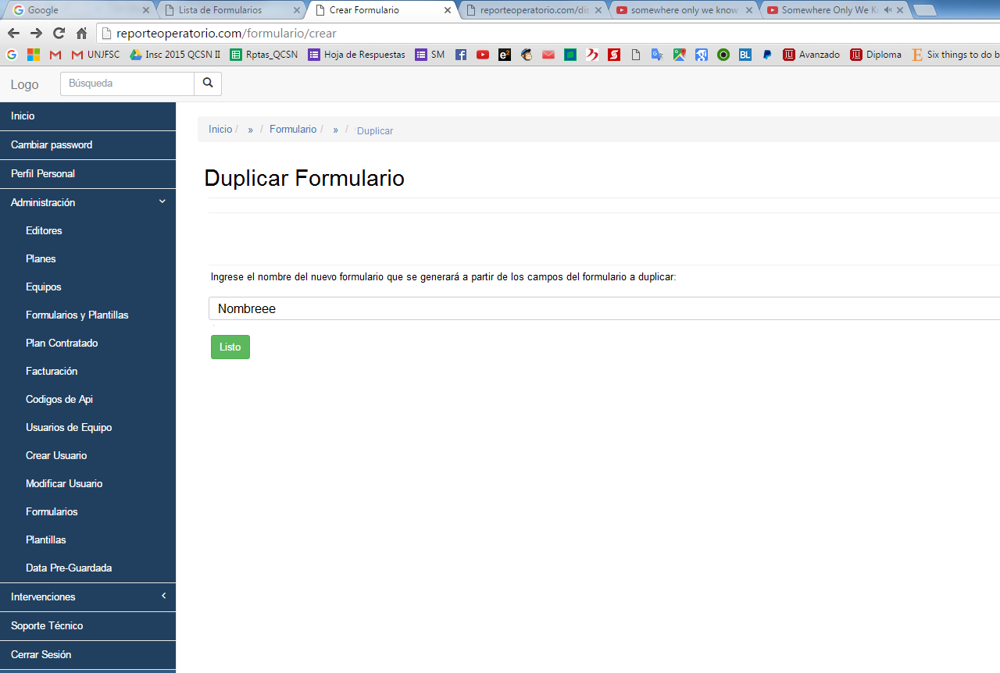 Google Lista de Formularios Crear Formulario reporteoperatorio.com/dis somewhere only we know Somewhere Only We K
reporteoperatorio.com/formulario/crear
UNJFSC Insc 2015 QCSN II Rptas_QCSN Hoja de Respuestas SM Avanzado Diploma Six things to do b
Logo Búsqueda
Inicio
Cambiar password
Perfil Personal
Administración
Editores
Planes
Equipos
Formularios y Plantillas
Plan Contratado
Facturación
Codigos de Api
Usuarios de Equipo
Crear Usuario
Modificar Usuario
Formularios
Plantillas
Data Pre-Guardada
Intervenciones
Soporte Técnico
Cerrar Sesión
Inicio / » / Formulario / » / Duplicar
Duplicar Formulario
Ingrese el nombre del nuevo formulario que se generará a partir de los campos del formulario a duplicar:
Nombreee
Listo